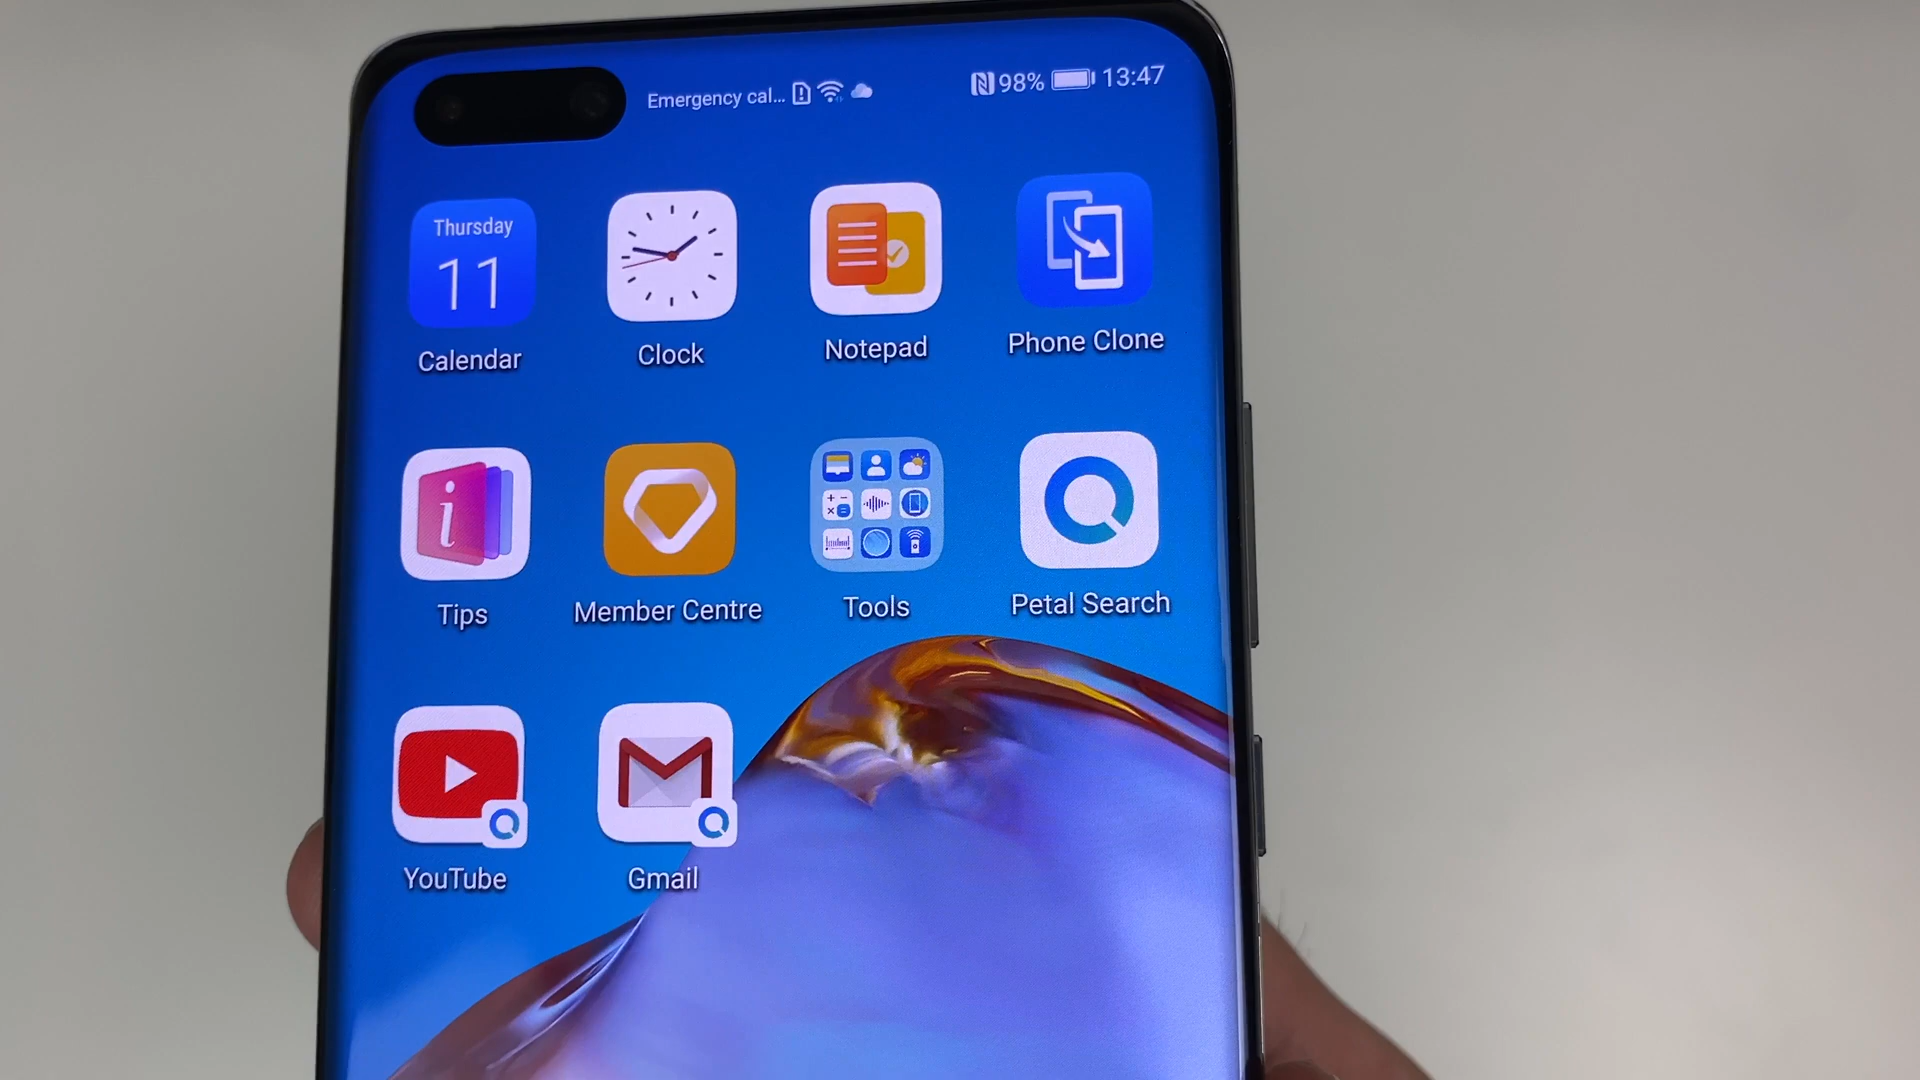 Emergency cal... 98% 13:47
Thursday
11
Calendar Clock Notepad Phone Clone
Tips Member Centre Tools Petal Search
YouTube Gmail